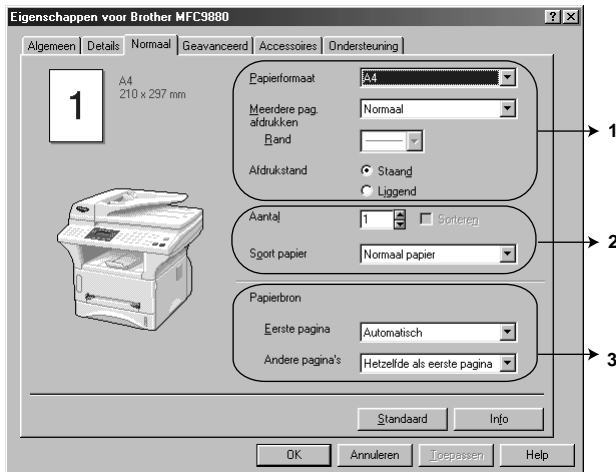 Eigenschappen voor Brother MFC9880
Algemeen Details Normaal Geavanceerd Accessoires Ondersteuning
1
A4
210 x 297 mm
Papierformaat A4
Meerdere pag. afdrukken Normaal
Rand
Afdrukstand Staand
Liggend
1
Aantal 1 Sorteren
Soort papier Normaal papier
2
Papierbron
Eerste pagina Automatisch
Andere pagina's Hetzelfde als eerste pagina
3
Standaard Info
OK Annuleren Toepassen Help